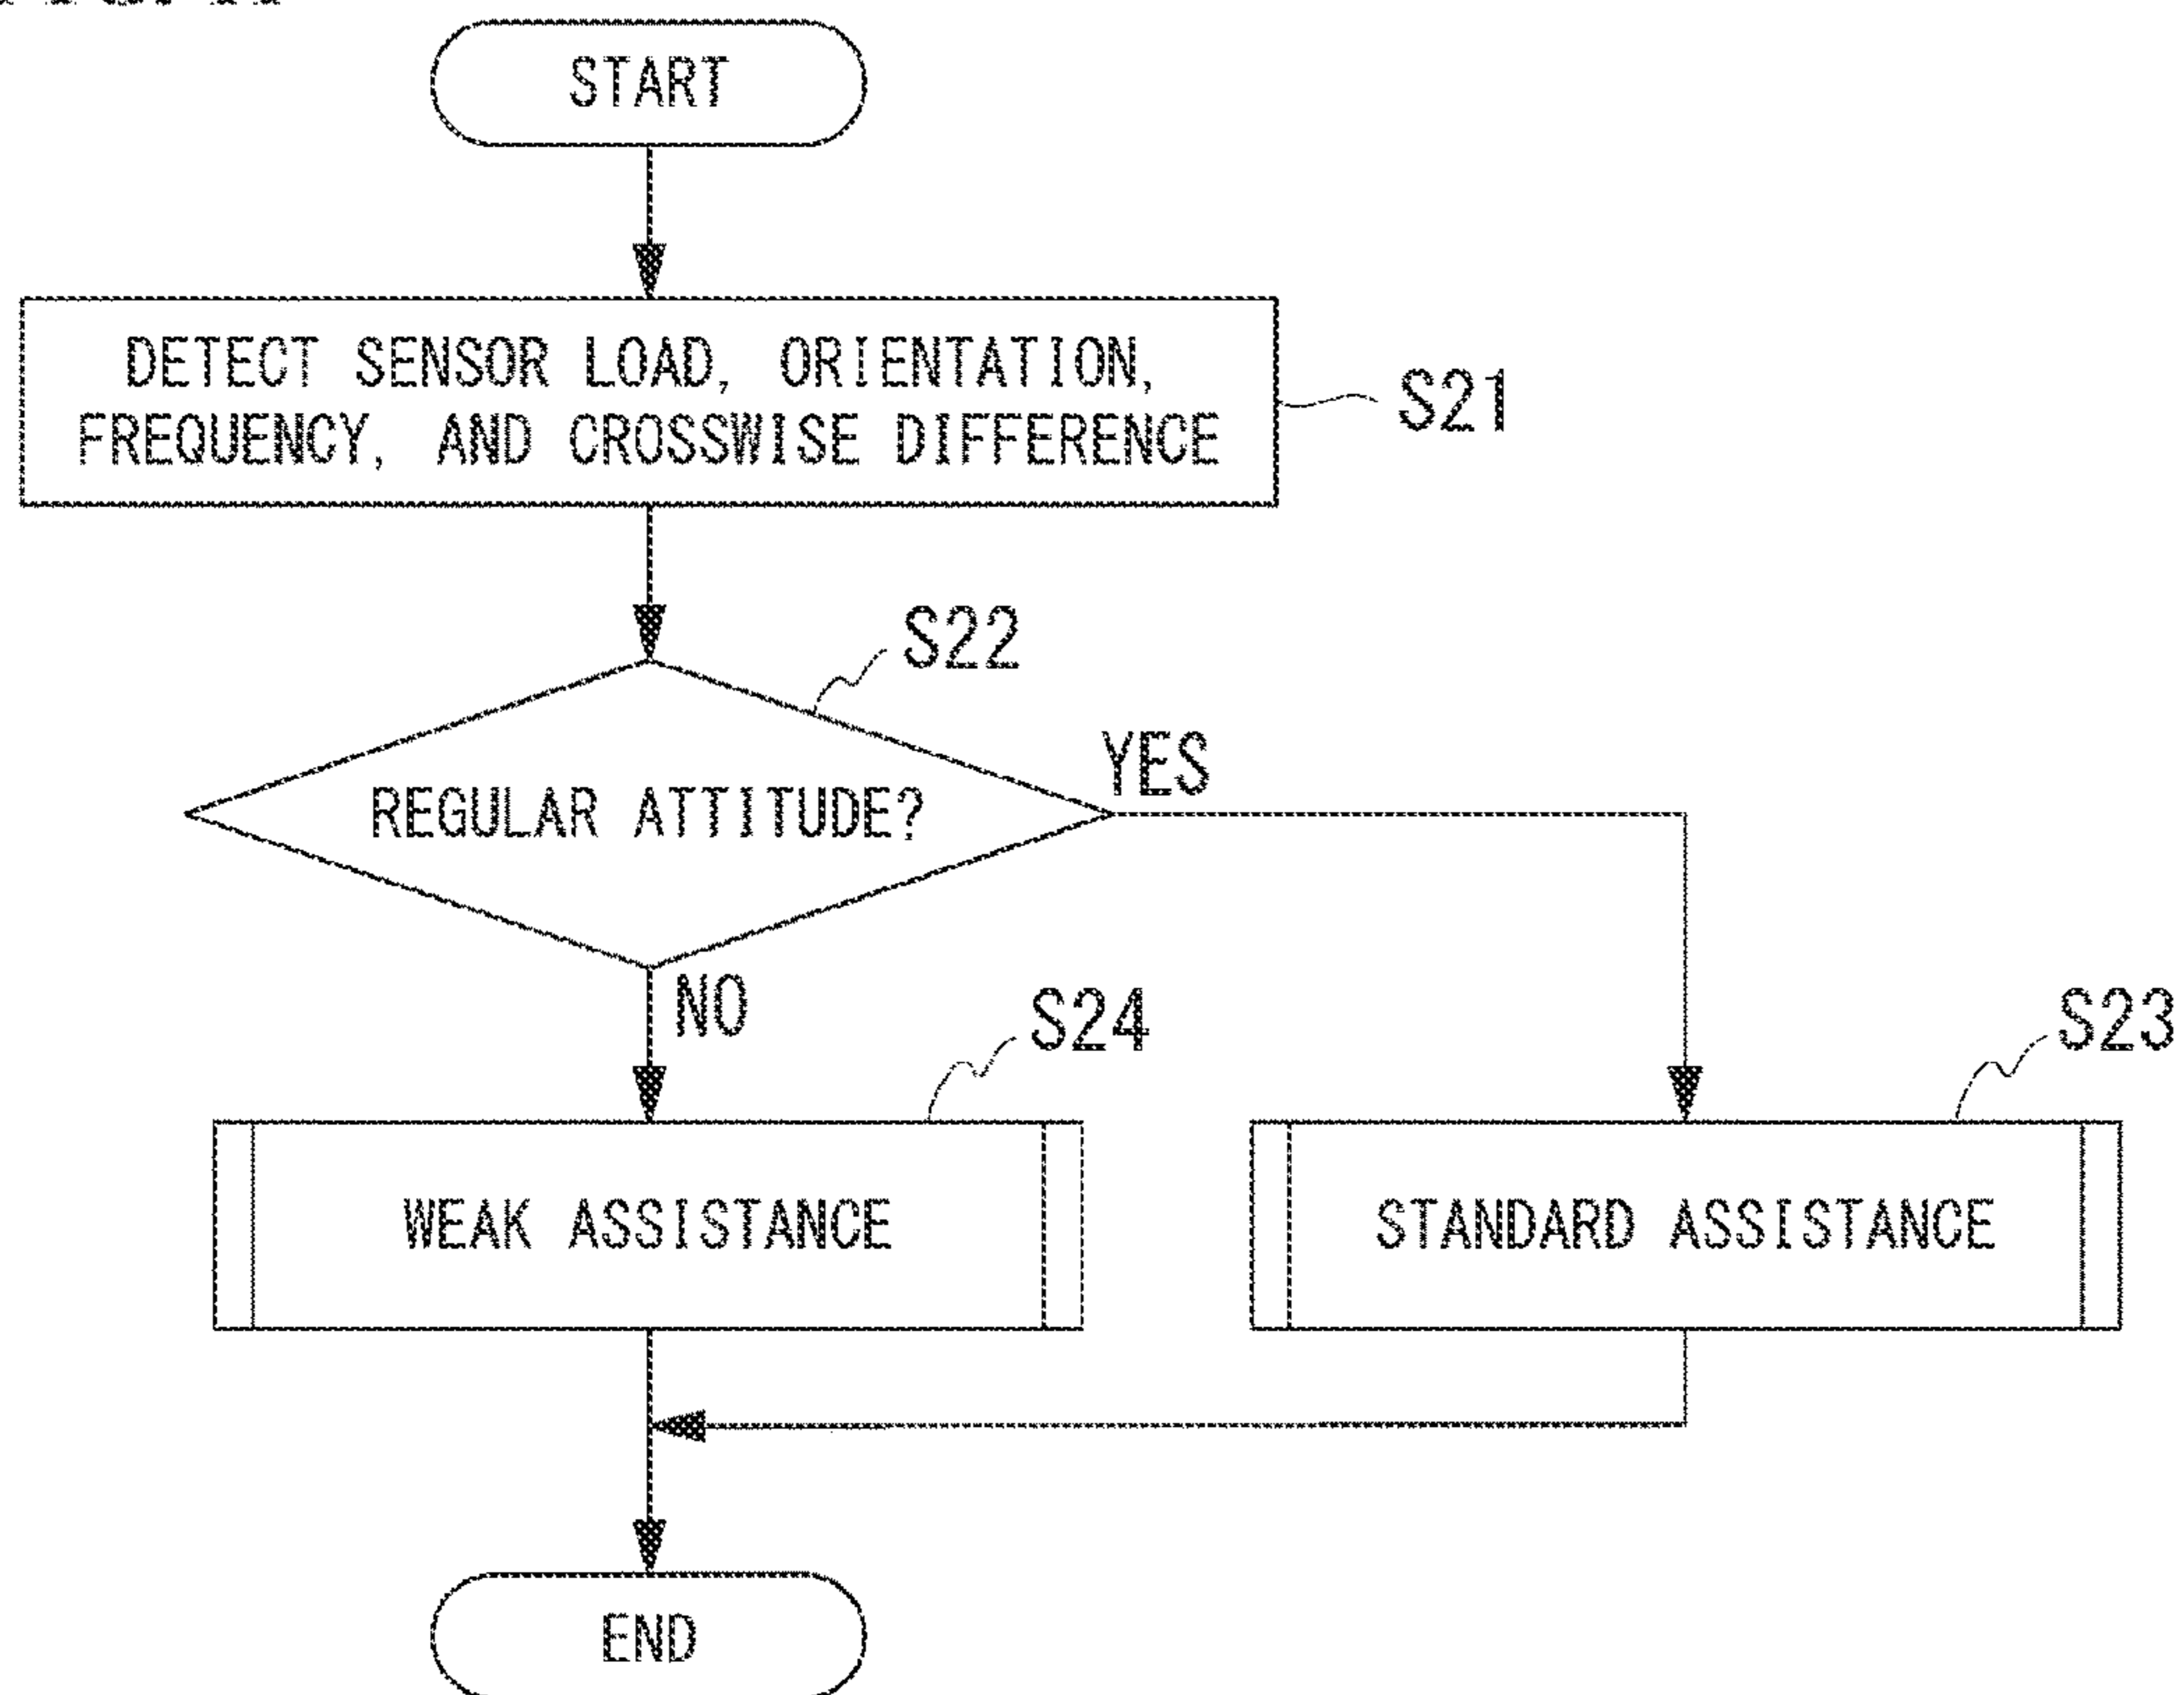 START
DETECT SENSOR LOAD, ORIENTATION,
FREQUENCY, AND CROSSWISE DIFFERENCE
S21
S22
REGULAR ATTITUDE?
YES
NO
S24
S23
WEAK ASSISTANCE
STANDARD ASSISTANCE
END